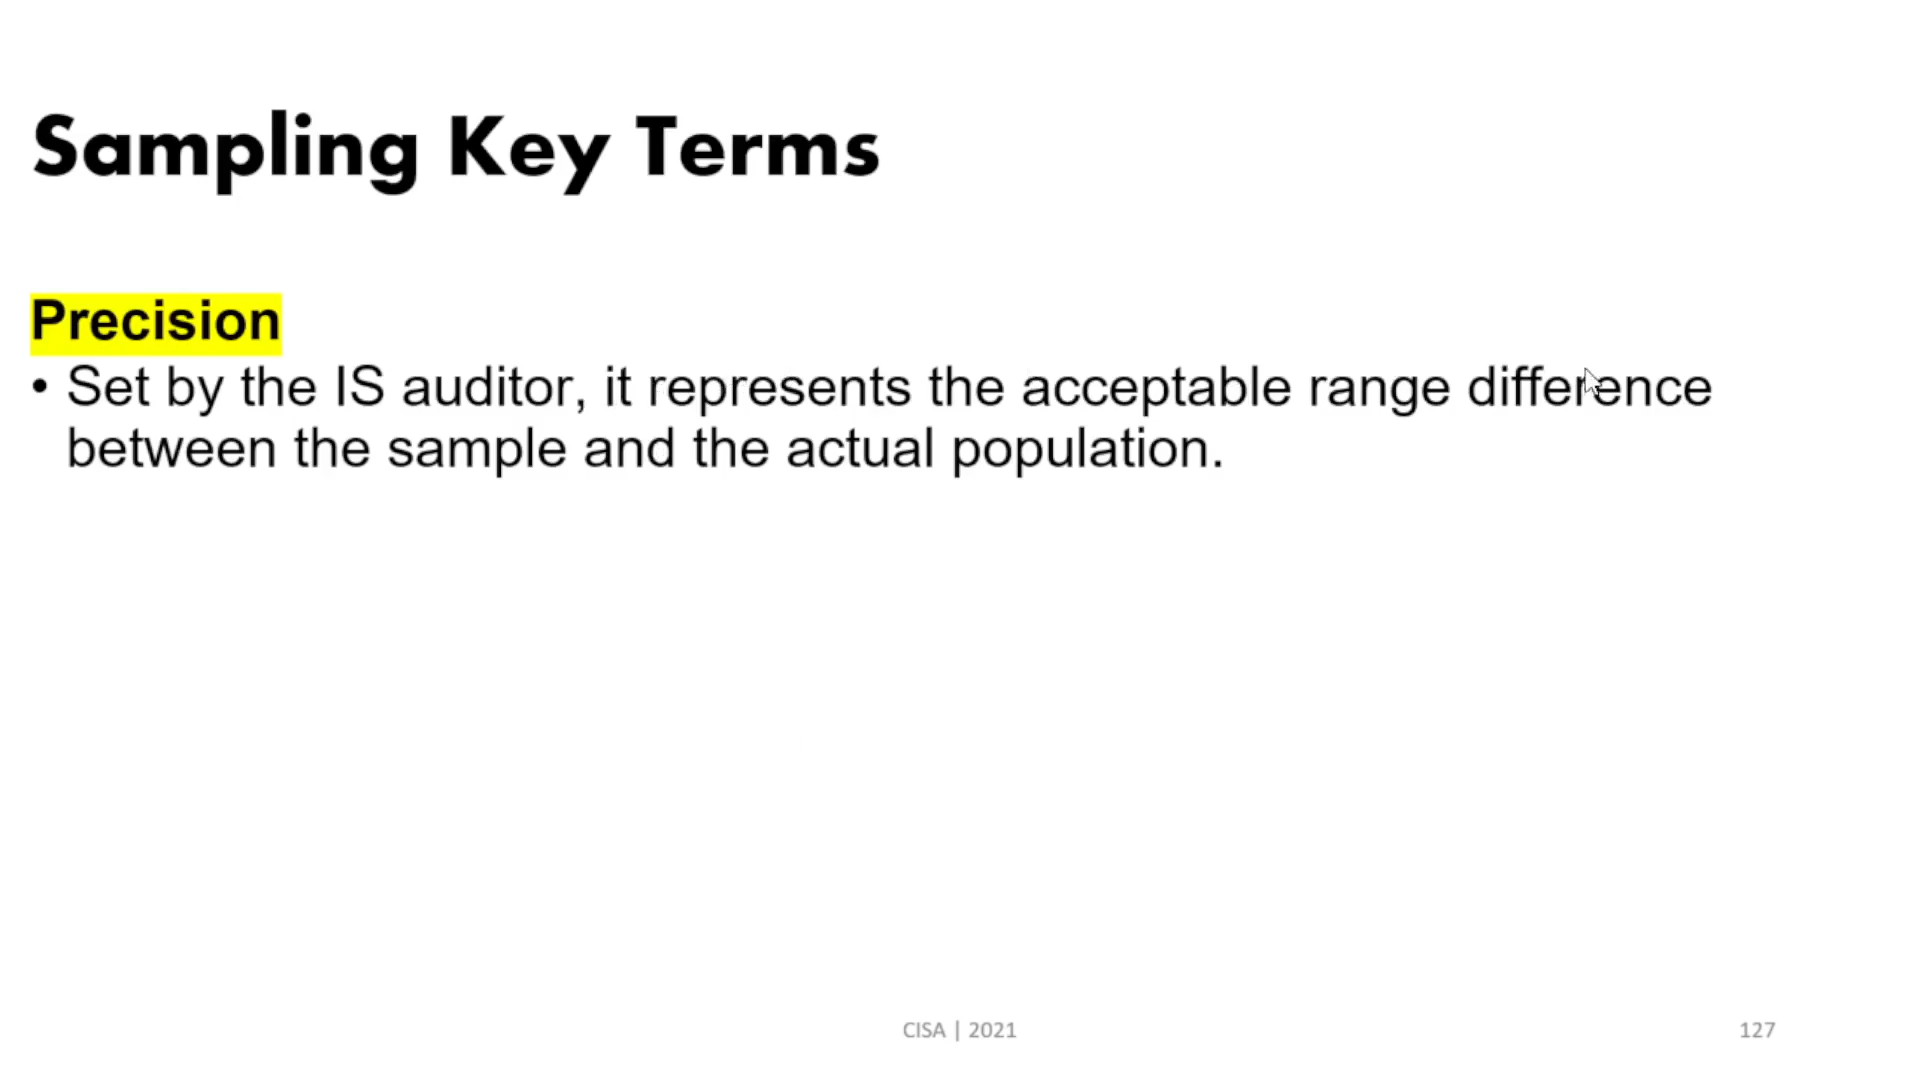 Sampling Key Terms
Precision
• Set by the IS auditor, it represents the acceptable range difference
between the sample and the actual population.
CISA | 2021
127